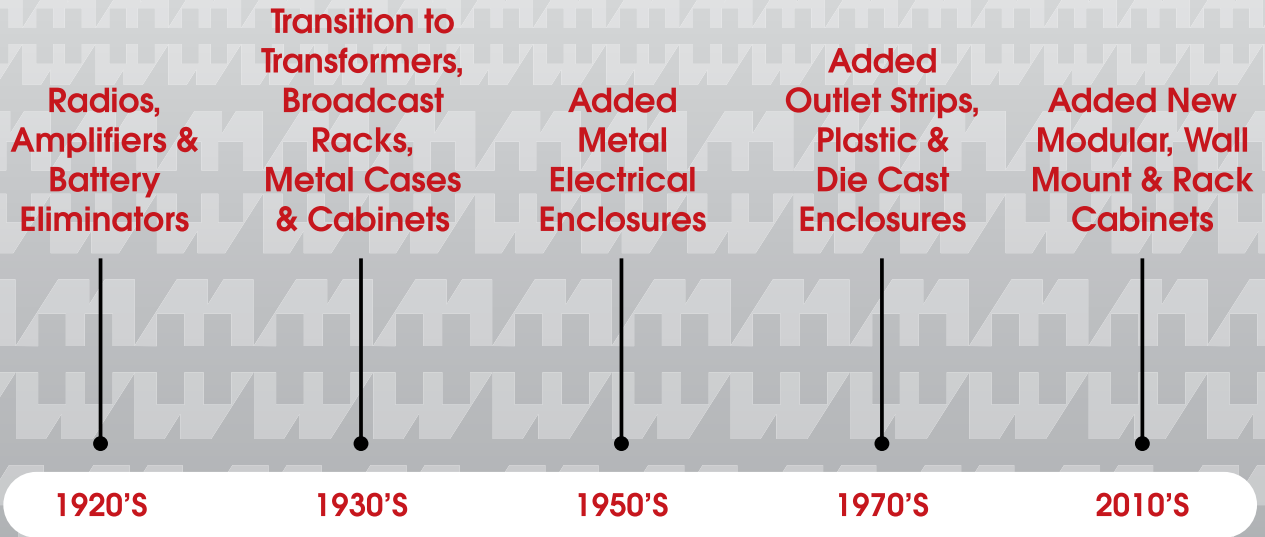 Radios,
Amplifiers &
Battery
Eliminators
Transition to
Transformers,
Broadcast
Racks,
Metal Cases
& Cabinets
Added
Metal
Electrical
Enclosures
Added
Outlet Strips,
Plastic &
Die Cast
Enclosures
Added New
Modular, Wall
Mount & Rack
Cabinets
1920’S
1930’S
1950’S
1970’S
2010’S